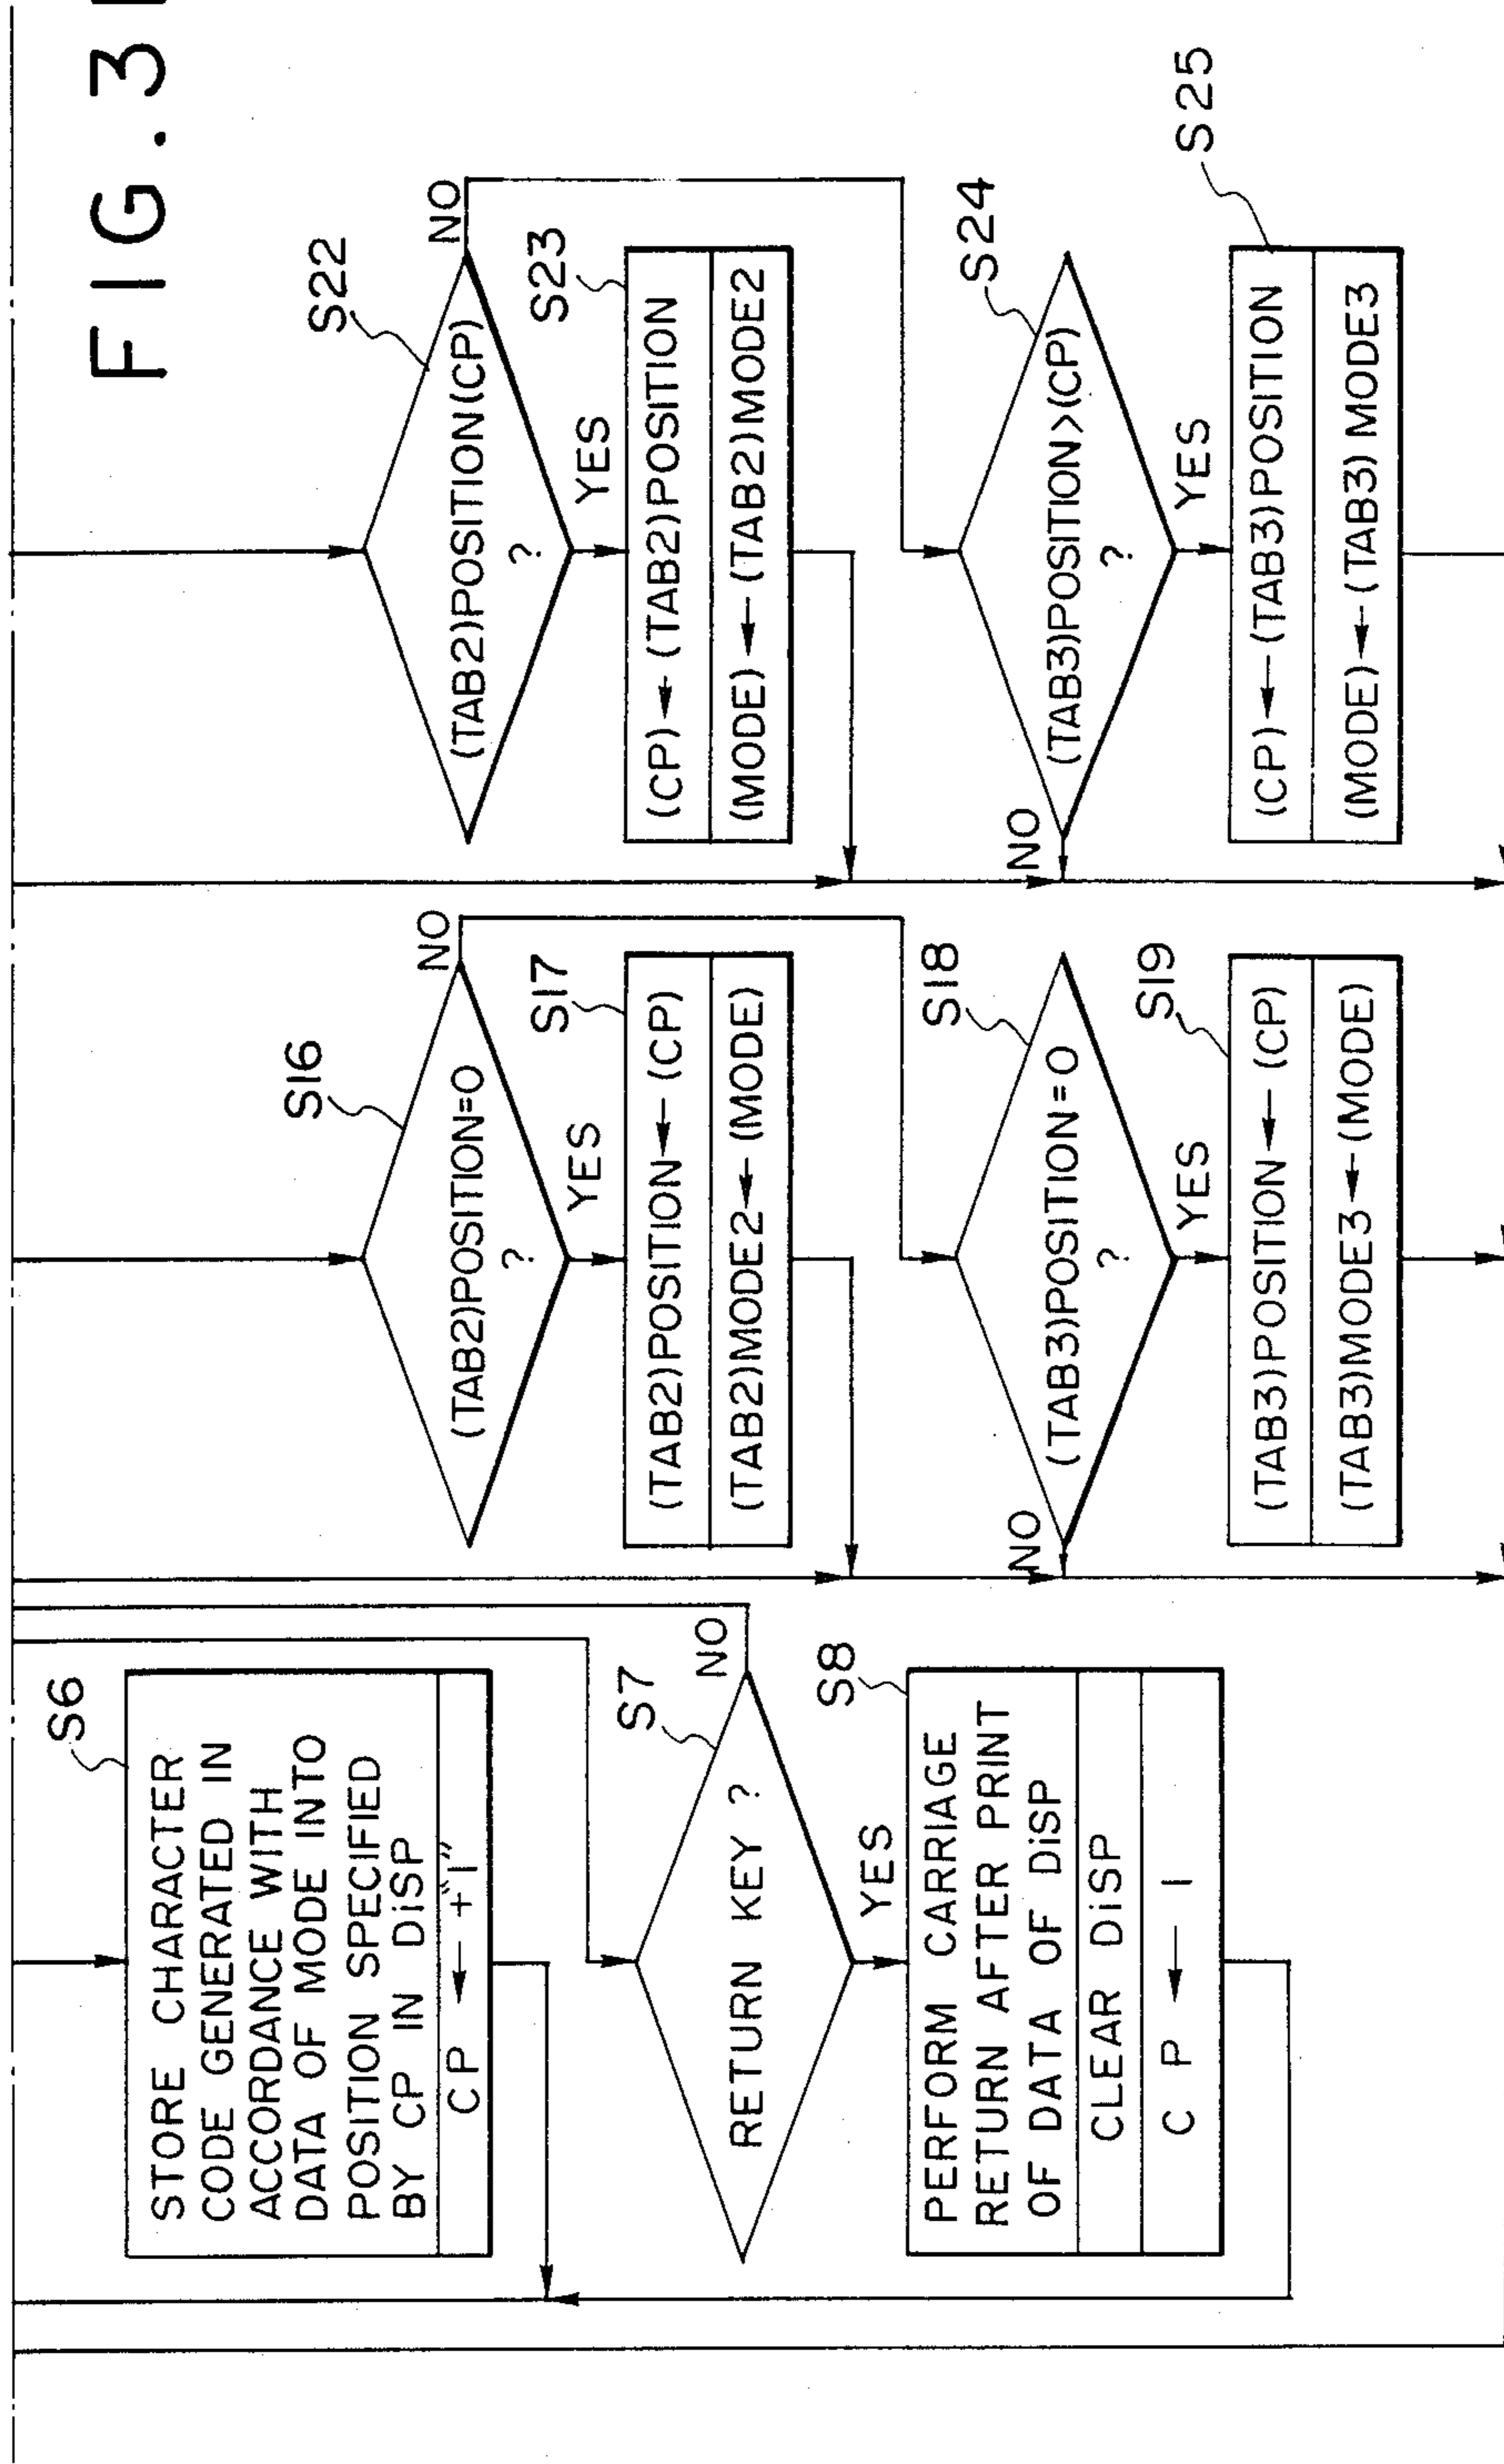 FIG.3
S6
STORE CHARACTER
CODE GENERATED IN
ACCORDANCE WITH
DATA OF MODE INTO
POSITION SPECIFIED
BY CP IN DiSP
CP ← +"1"
S7
RETURN KEY ?
NO
YES
S8
PERFORM CARRIAGE
RETURN AFTER PRINT
OF DATA OF DiSP
CLEAR DiSP
C P ← 1
S16
(TAB2)POSITION=0
?
NO
YES
S17
(TAB2)POSITION←(CP)
(TAB2)MODE2←(MODE)
S18
(TAB3)POSITION=0
?
NO
YES
S19
(TAB3)POSITION←(CP)
(TAB3)MODE3←(MODE)
S22
(TAB2)POSITION(CP)
?
NO
YES
S23
(CP)←(TAB2)POSITION
(MODE)←(TAB2)MODE2
S24
(TAB3)POSITION>(CP)
?
NO
YES
S25
(CP)←(TAB3)POSITION
(MODE)←(TAB3)MODE3